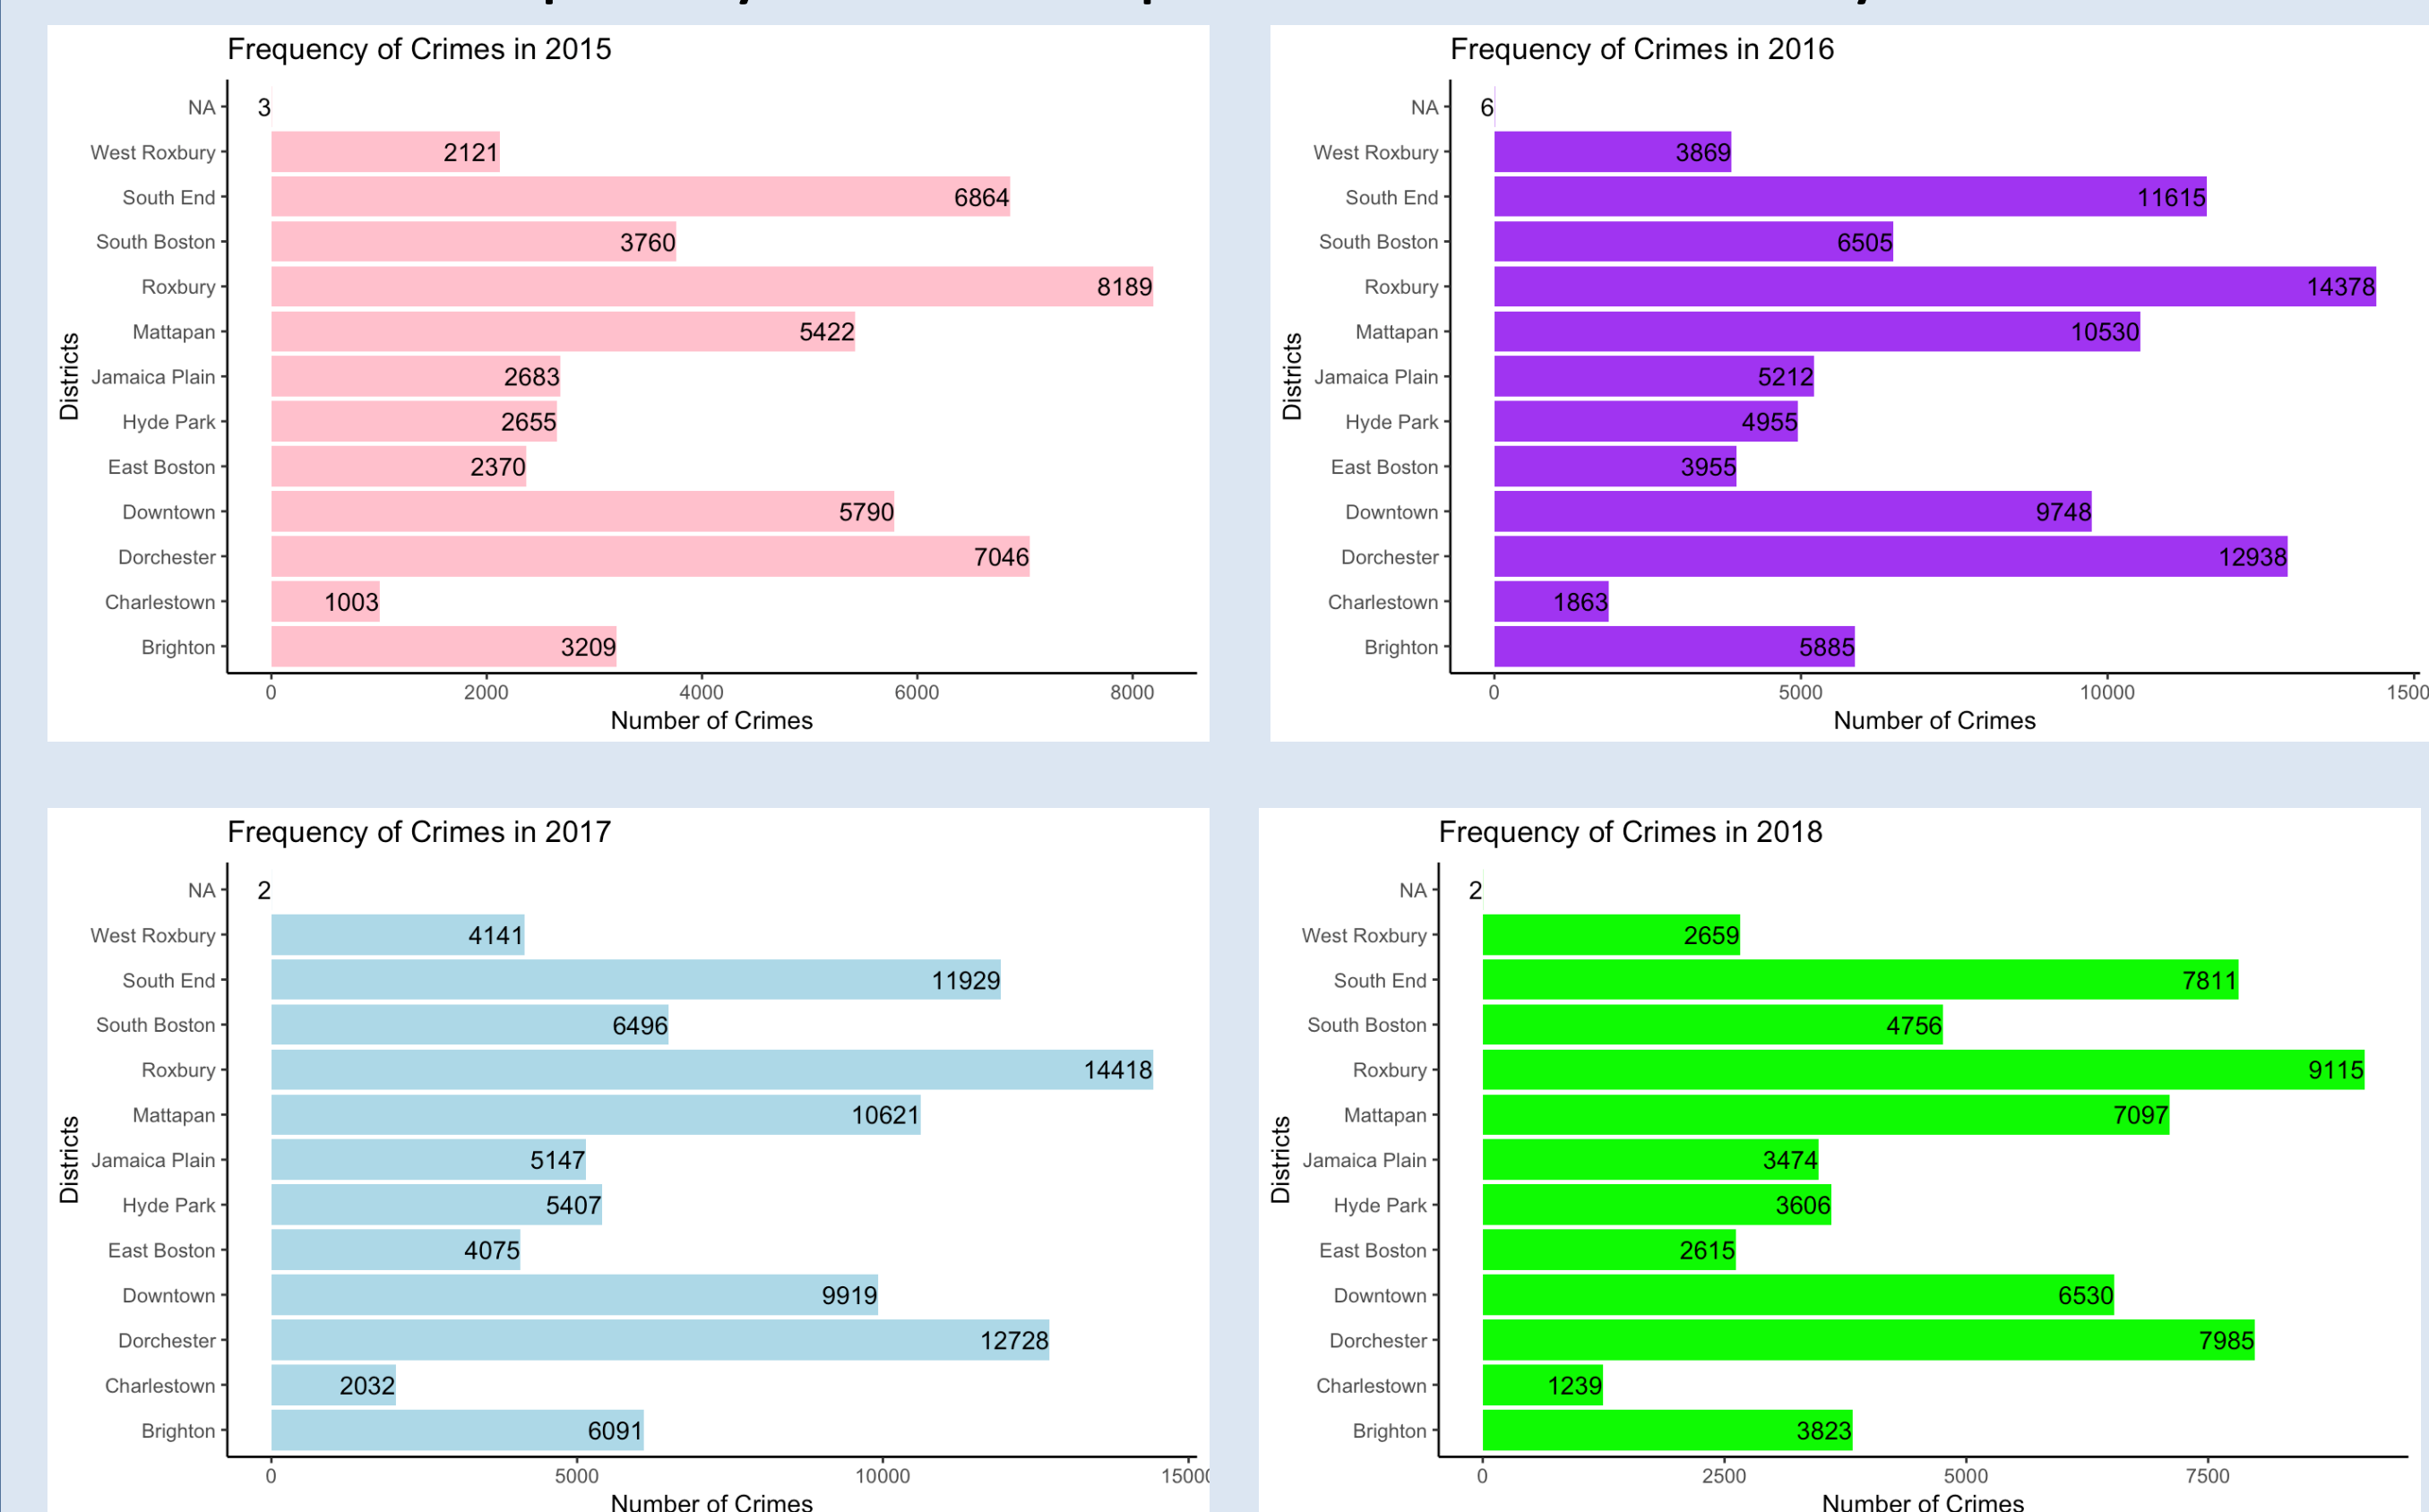 Frequency of Crimes in 2015
NA
3
West Roxbury
2121
South End
6864
South Boston
3760
Roxbury
8189
Mattapan
5422
Jamaica Plain
2683
Hyde Park
2655
East Boston
2370
Downtown
5790
Dorchester
7046
Charlestown
1003
Brighton
3209
Districts
0 2000 4000 6000 8000
Number of Crimes
Frequency of Crimes in 2016
NA
6
West Roxbury
3869
South End
11615
South Boston
6505
Roxbury
14378
Mattapan
10530
Jamaica Plain
5212
Hyde Park
4955
East Boston
3955
Downtown
9748
Dorchester
12938
Charlestown
1863
Brighton
5885
Districts
0 5000 10000 1500
Number of Crimes
Frequency of Crimes in 2017
NA
2
West Roxbury
4141
South End
11929
South Boston
6496
Roxbury
14418
Mattapan
10621
Jamaica Plain
5147
Hyde Park
5407
East Boston
4075
Downtown
9919
Dorchester
12728
Charlestown
2032
Brighton
6091
Districts
0 5000 10000 15000
Number of Crimes
Frequency of Crimes in 2018
NA
2
West Roxbury
2659
South End
7811
South Boston
4756
Roxbury
9115
Mattapan
7097
Jamaica Plain
3474
Hyde Park
3606
East Boston
2615
Downtown
6530
Dorchester
7985
Charlestown
1239
Brighton
3823
Districts
0 2500 5000 7500
Number of Crimes